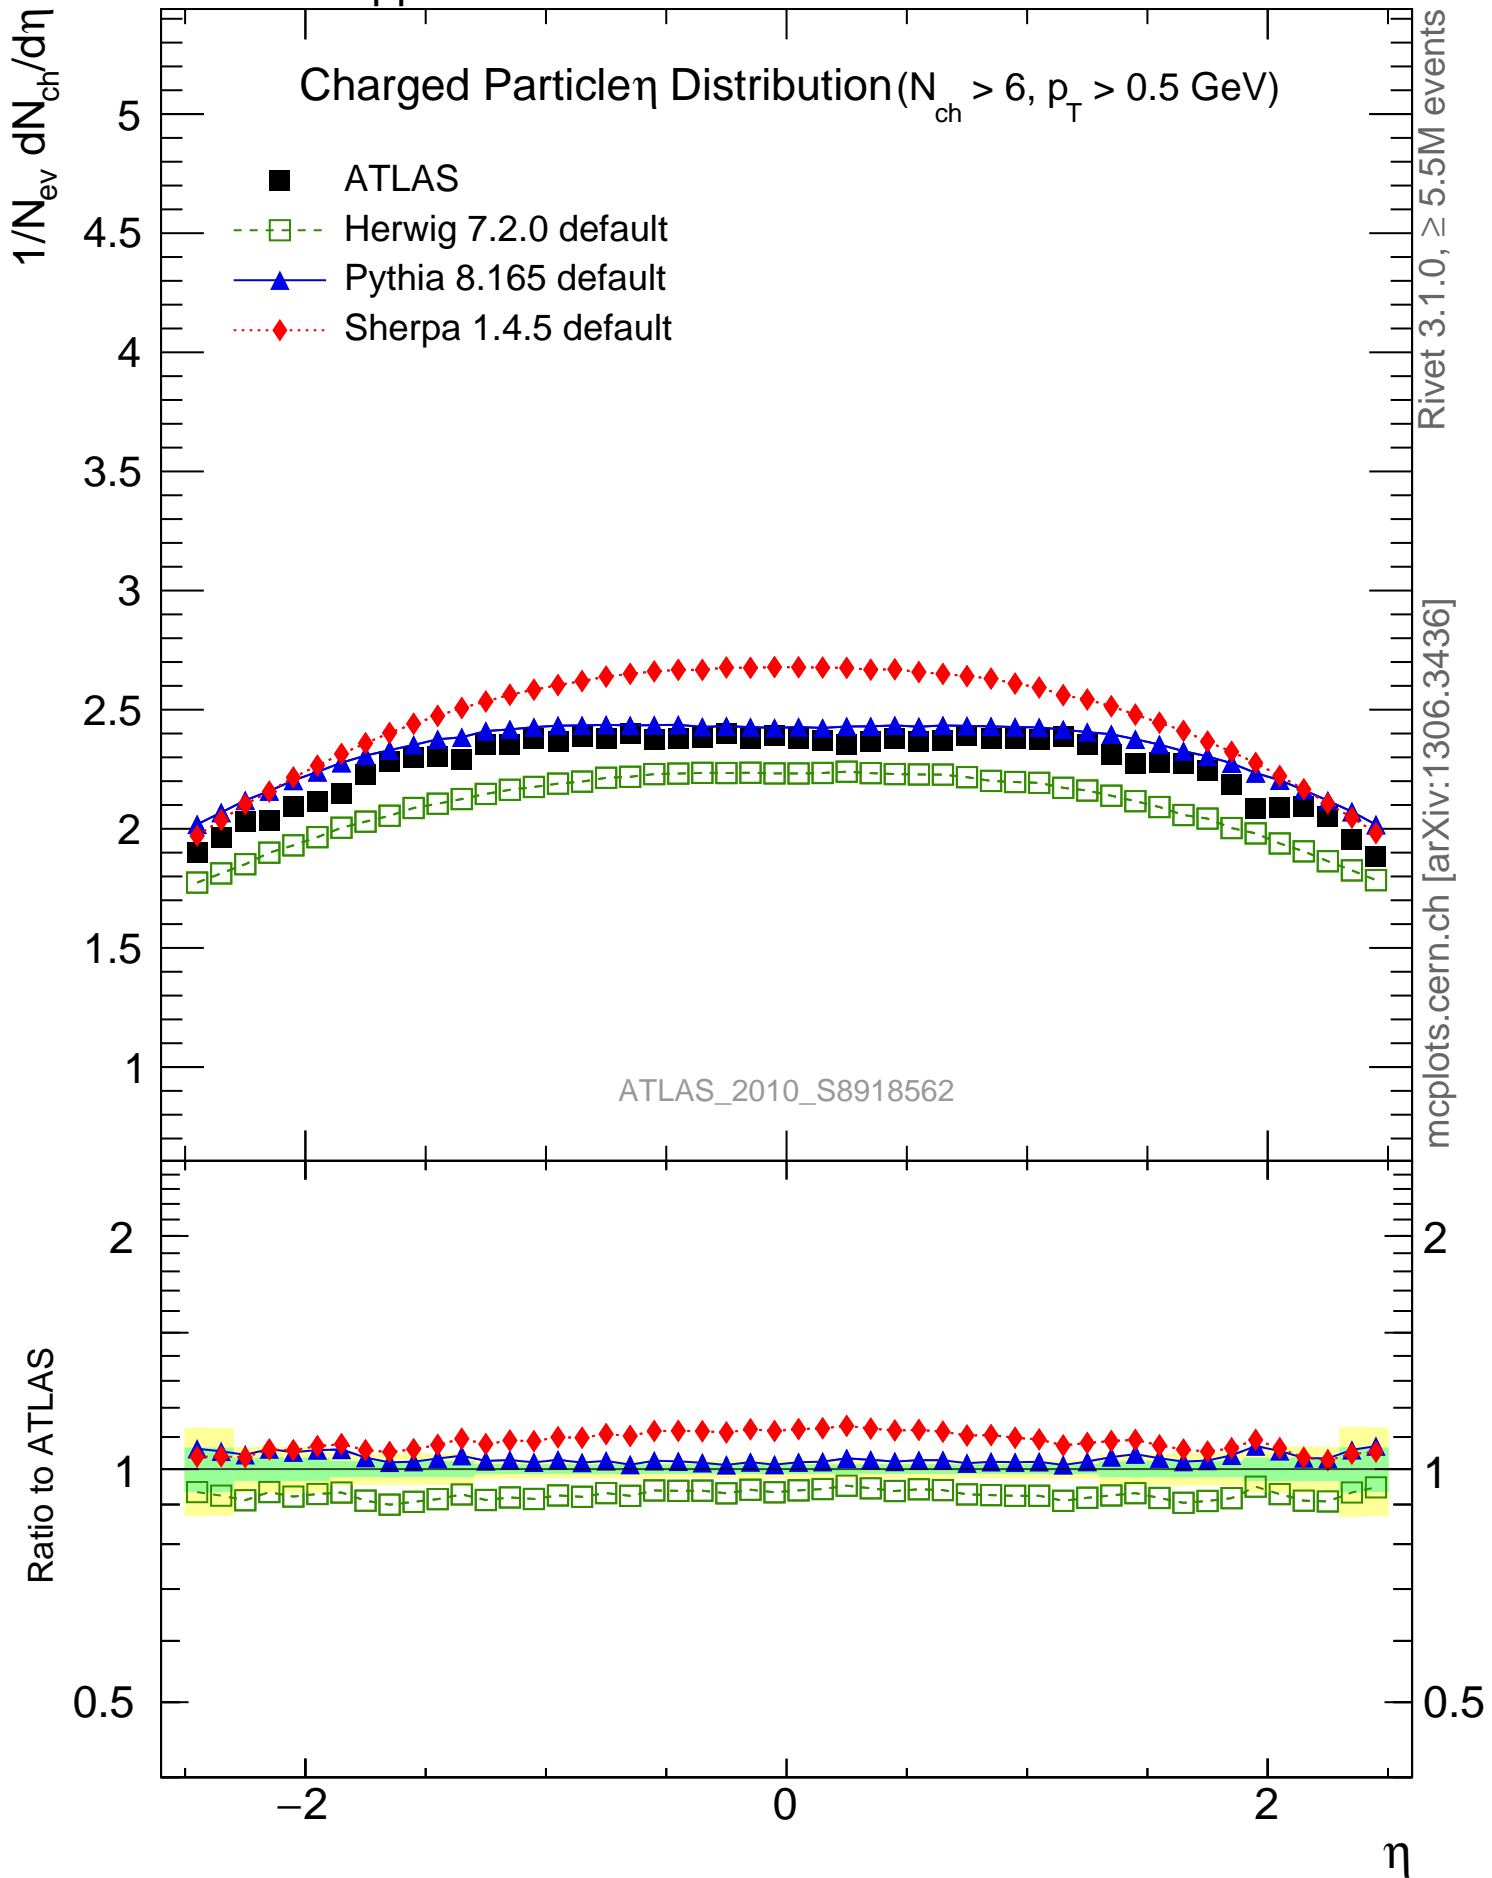 1/N_ev dN_ch/dη
Charged Particle η Distribution (N_ch > 6, p_T > 0.5 GeV)
ATLAS
Herwig 7.2.0 default
Pythia 8.165 default
Sherpa 1.4.5 default
5
4.5
4
3.5
3
2.5
2
1.5
1
ATLAS_2010_S8918562
Rivet 3.1.0, ≥ 5.5M events
mcplots.cern.ch [arXiv:1306.3436]
Ratio to ATLAS
2
1
0.5
2
1
0.5
−2
0
2
η